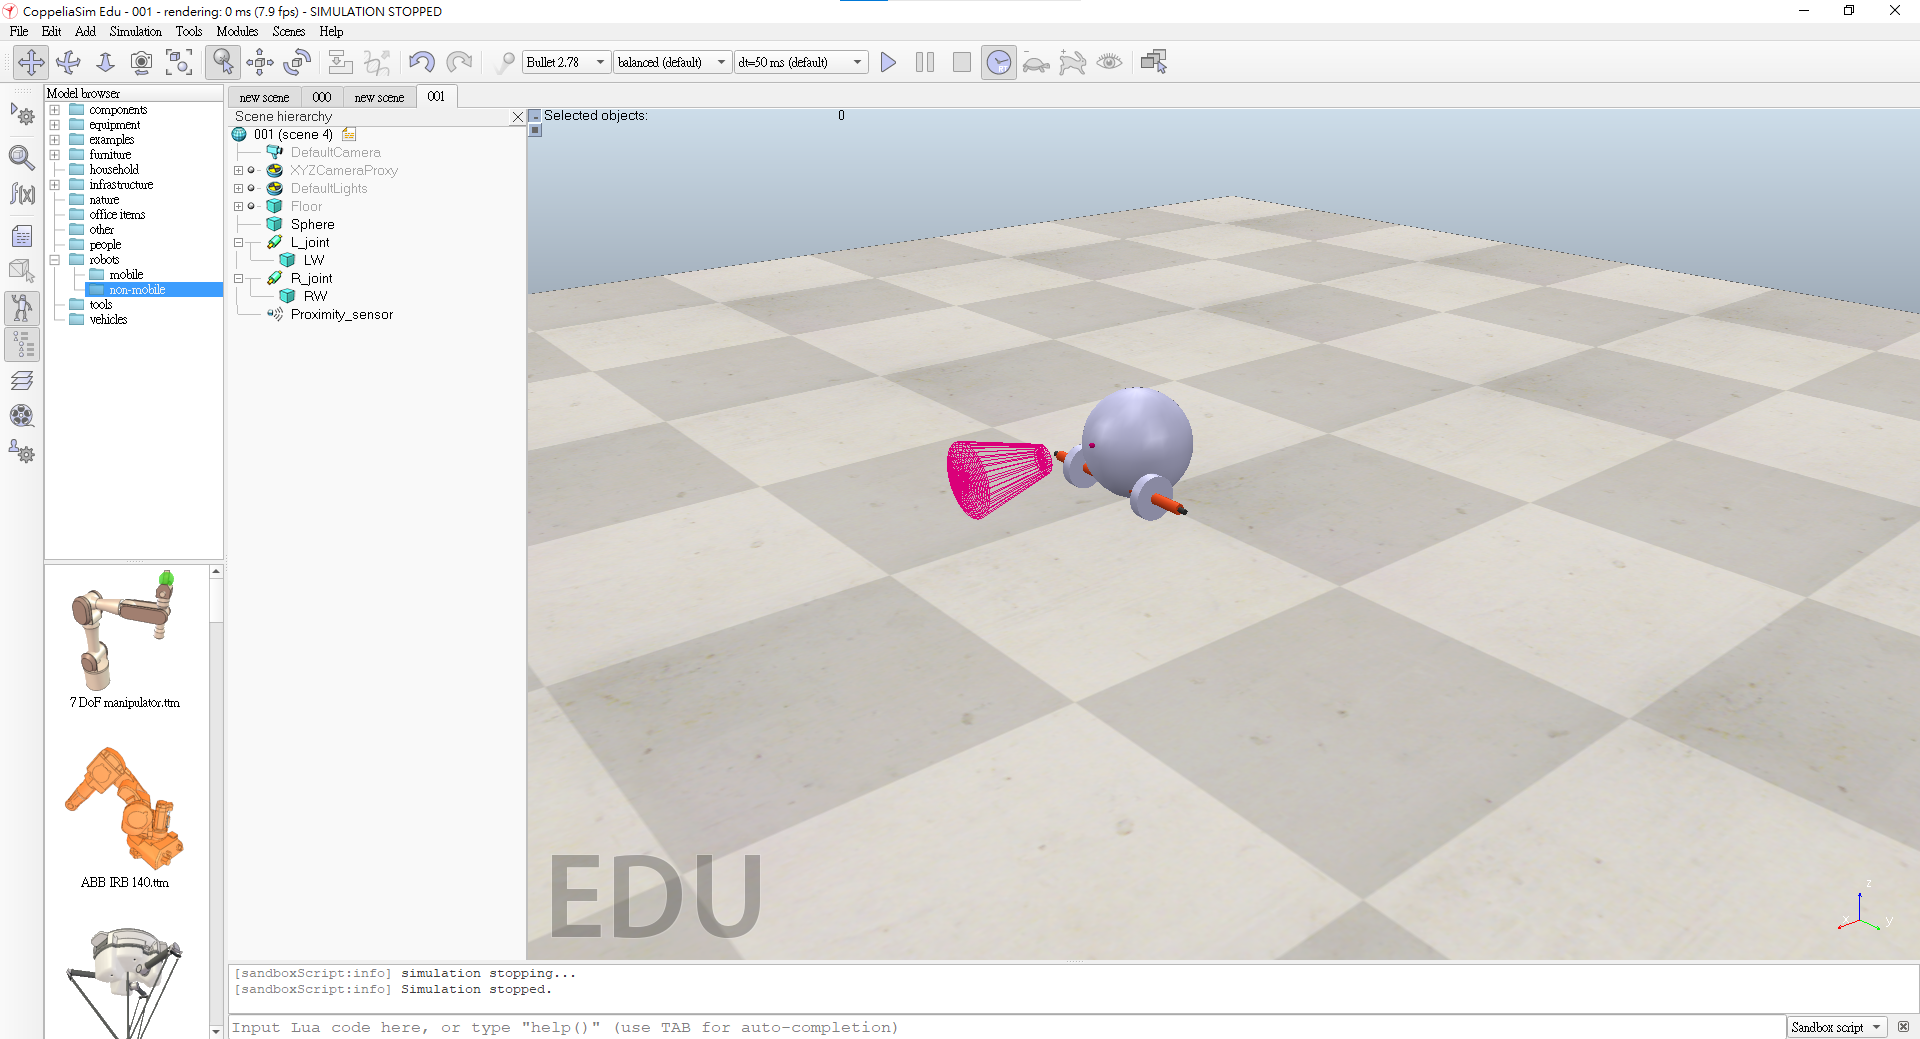 CoppeliaSim Edu - 001 - rendering: 0 ms (7.9 fps) - SIMULATION STOPPED
File Edit Add Simulation Tools Modules Scenes Help
Bullet 2.78 balanced (default) dt=50 ms (default)
RT
f(x)
Model browser
components
equipment
examples
furniture
household
infrastructure
nature
office items
other
people
robots
mobile
non-mobile
tools
vehicles
7 DoF manipulator.ttm
ABB IRB 140.ttm
new scene 000 new scene 001
Scene hierarchy
001 (scene 4)
DefaultCamera
XYZCameraProxy
DefaultLights
Floor
Sphere
L_joint
LW
R_joint
RW
Proximity_sensor
Selected objects: 0
EDU
z
x
y
[sandboxScript:info] simulation stopping...
[sandboxScript:info] Simulation stopped.
Input Lua code here, or type "help()" (use TAB for auto-completion)
Sandbox script